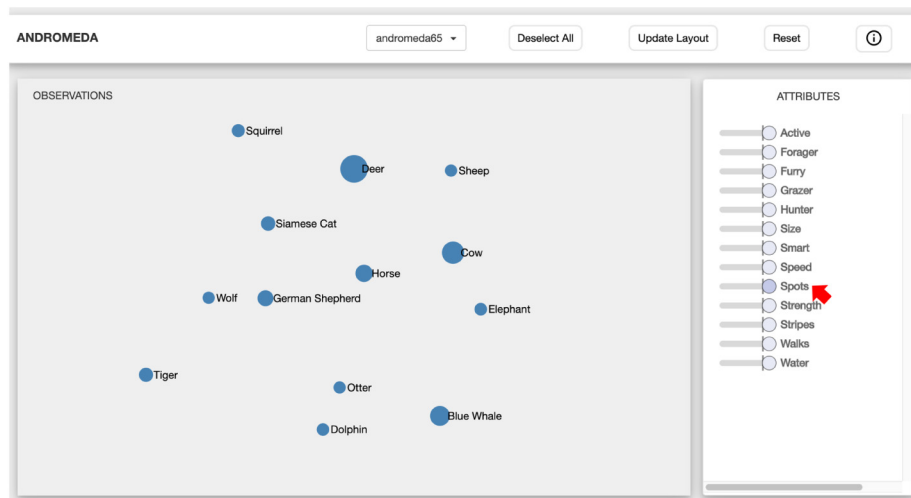 ANDROMEDA
andromeda65
Deselect All
Update Layout
Reset
OBSERVATIONS
Squirrel
Deer
Sheep
Siamese Cat
Cow
Horse
Wolf
German Shepherd
Elephant
Tiger
Otter
Blue Whale
Dolphin
ATTRIBUTES
Active
Forager
Furry
Grazer
Hunter
Size
Smart
Speed
Spots
Strength
Stripes
Walks
Water